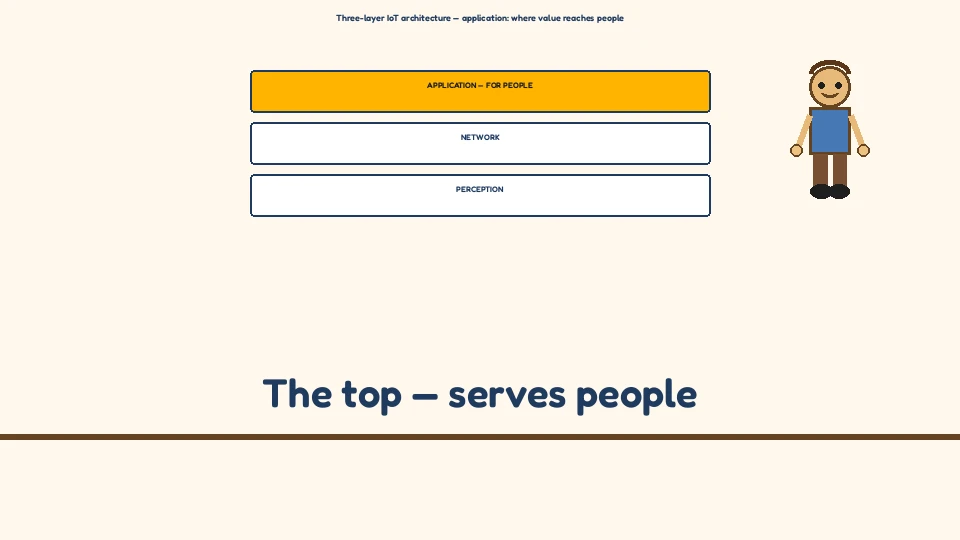 Three-layer IoT architecture — application: where value reaches people
APPLICATION — FOR PEOPLE
NETWORK
PERCEPTION
The top — serves people